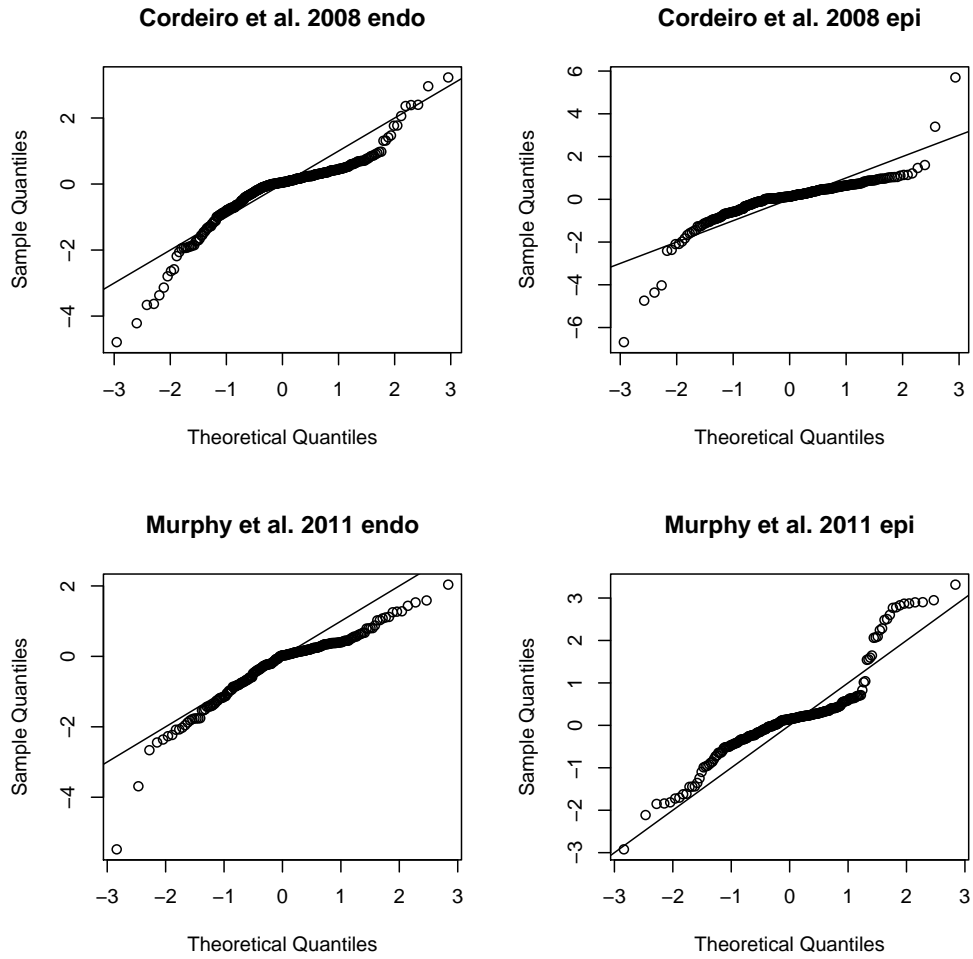 Cordeiro et al. 2008 endo
Sample Quantiles
2
0
−2
−4
−3 −2 −1 0 1 2 3
Theoretical Quantiles
Cordeiro et al. 2008 epi
Sample Quantiles
6
4
2
0
−2
−4
−6
−3 −2 −1 0 1 2 3
Theoretical Quantiles
Murphy et al. 2011 endo
Sample Quantiles
2
0
−2
−4
−3 −2 −1 0 1 2 3
Theoretical Quantiles
Murphy et al. 2011 epi
Sample Quantiles
3
2
1
0
−1
−2
−3
−3 −2 −1 0 1 2 3
Theoretical Quantiles